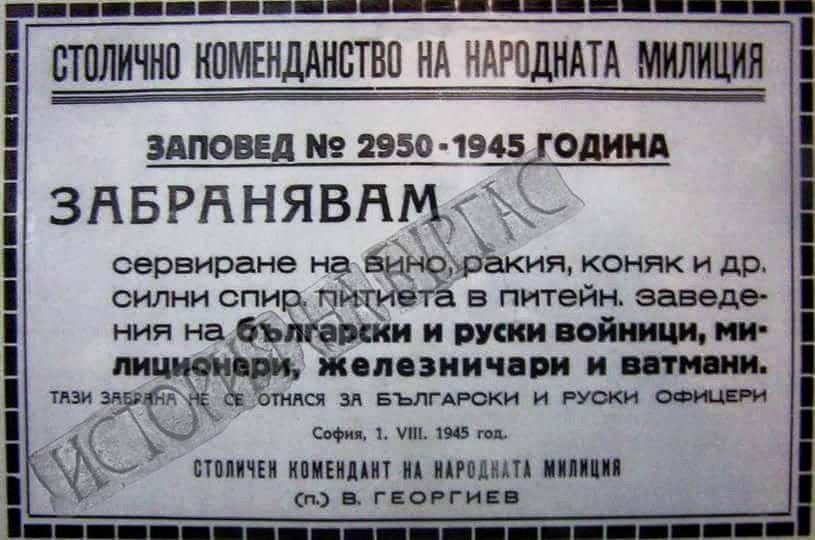 СТОЛИЧНО КОМЕНДАНСТВО НА НАРОДНАТА МИЛИЦИЯ
ЗАПОВЕД № 2950 - 1945 ГОДИНА
ЗАБРАНЯВАМ
сервиране на вино, ракия, коняк и др.
силни спир. питиета в питейн. заведе-
ния на български и руски войници, ми-
лиционери, железничари и ватмани.
ТАЗИ ЗАБРАНА НЕ СЕ ОТНАСЯ ЗА БЪЛГАРСКИ И РУСКИ ОФИЦЕРИ
София, 1. VIII. 1945 год.
СТОЛИЧЕН КОМЕНДАНТ НА НАРОДНАТА МИЛИЦИЯ
(п.) В. ГЕОРГИЕВ
ИСТОРИЯ НА БУРГАС